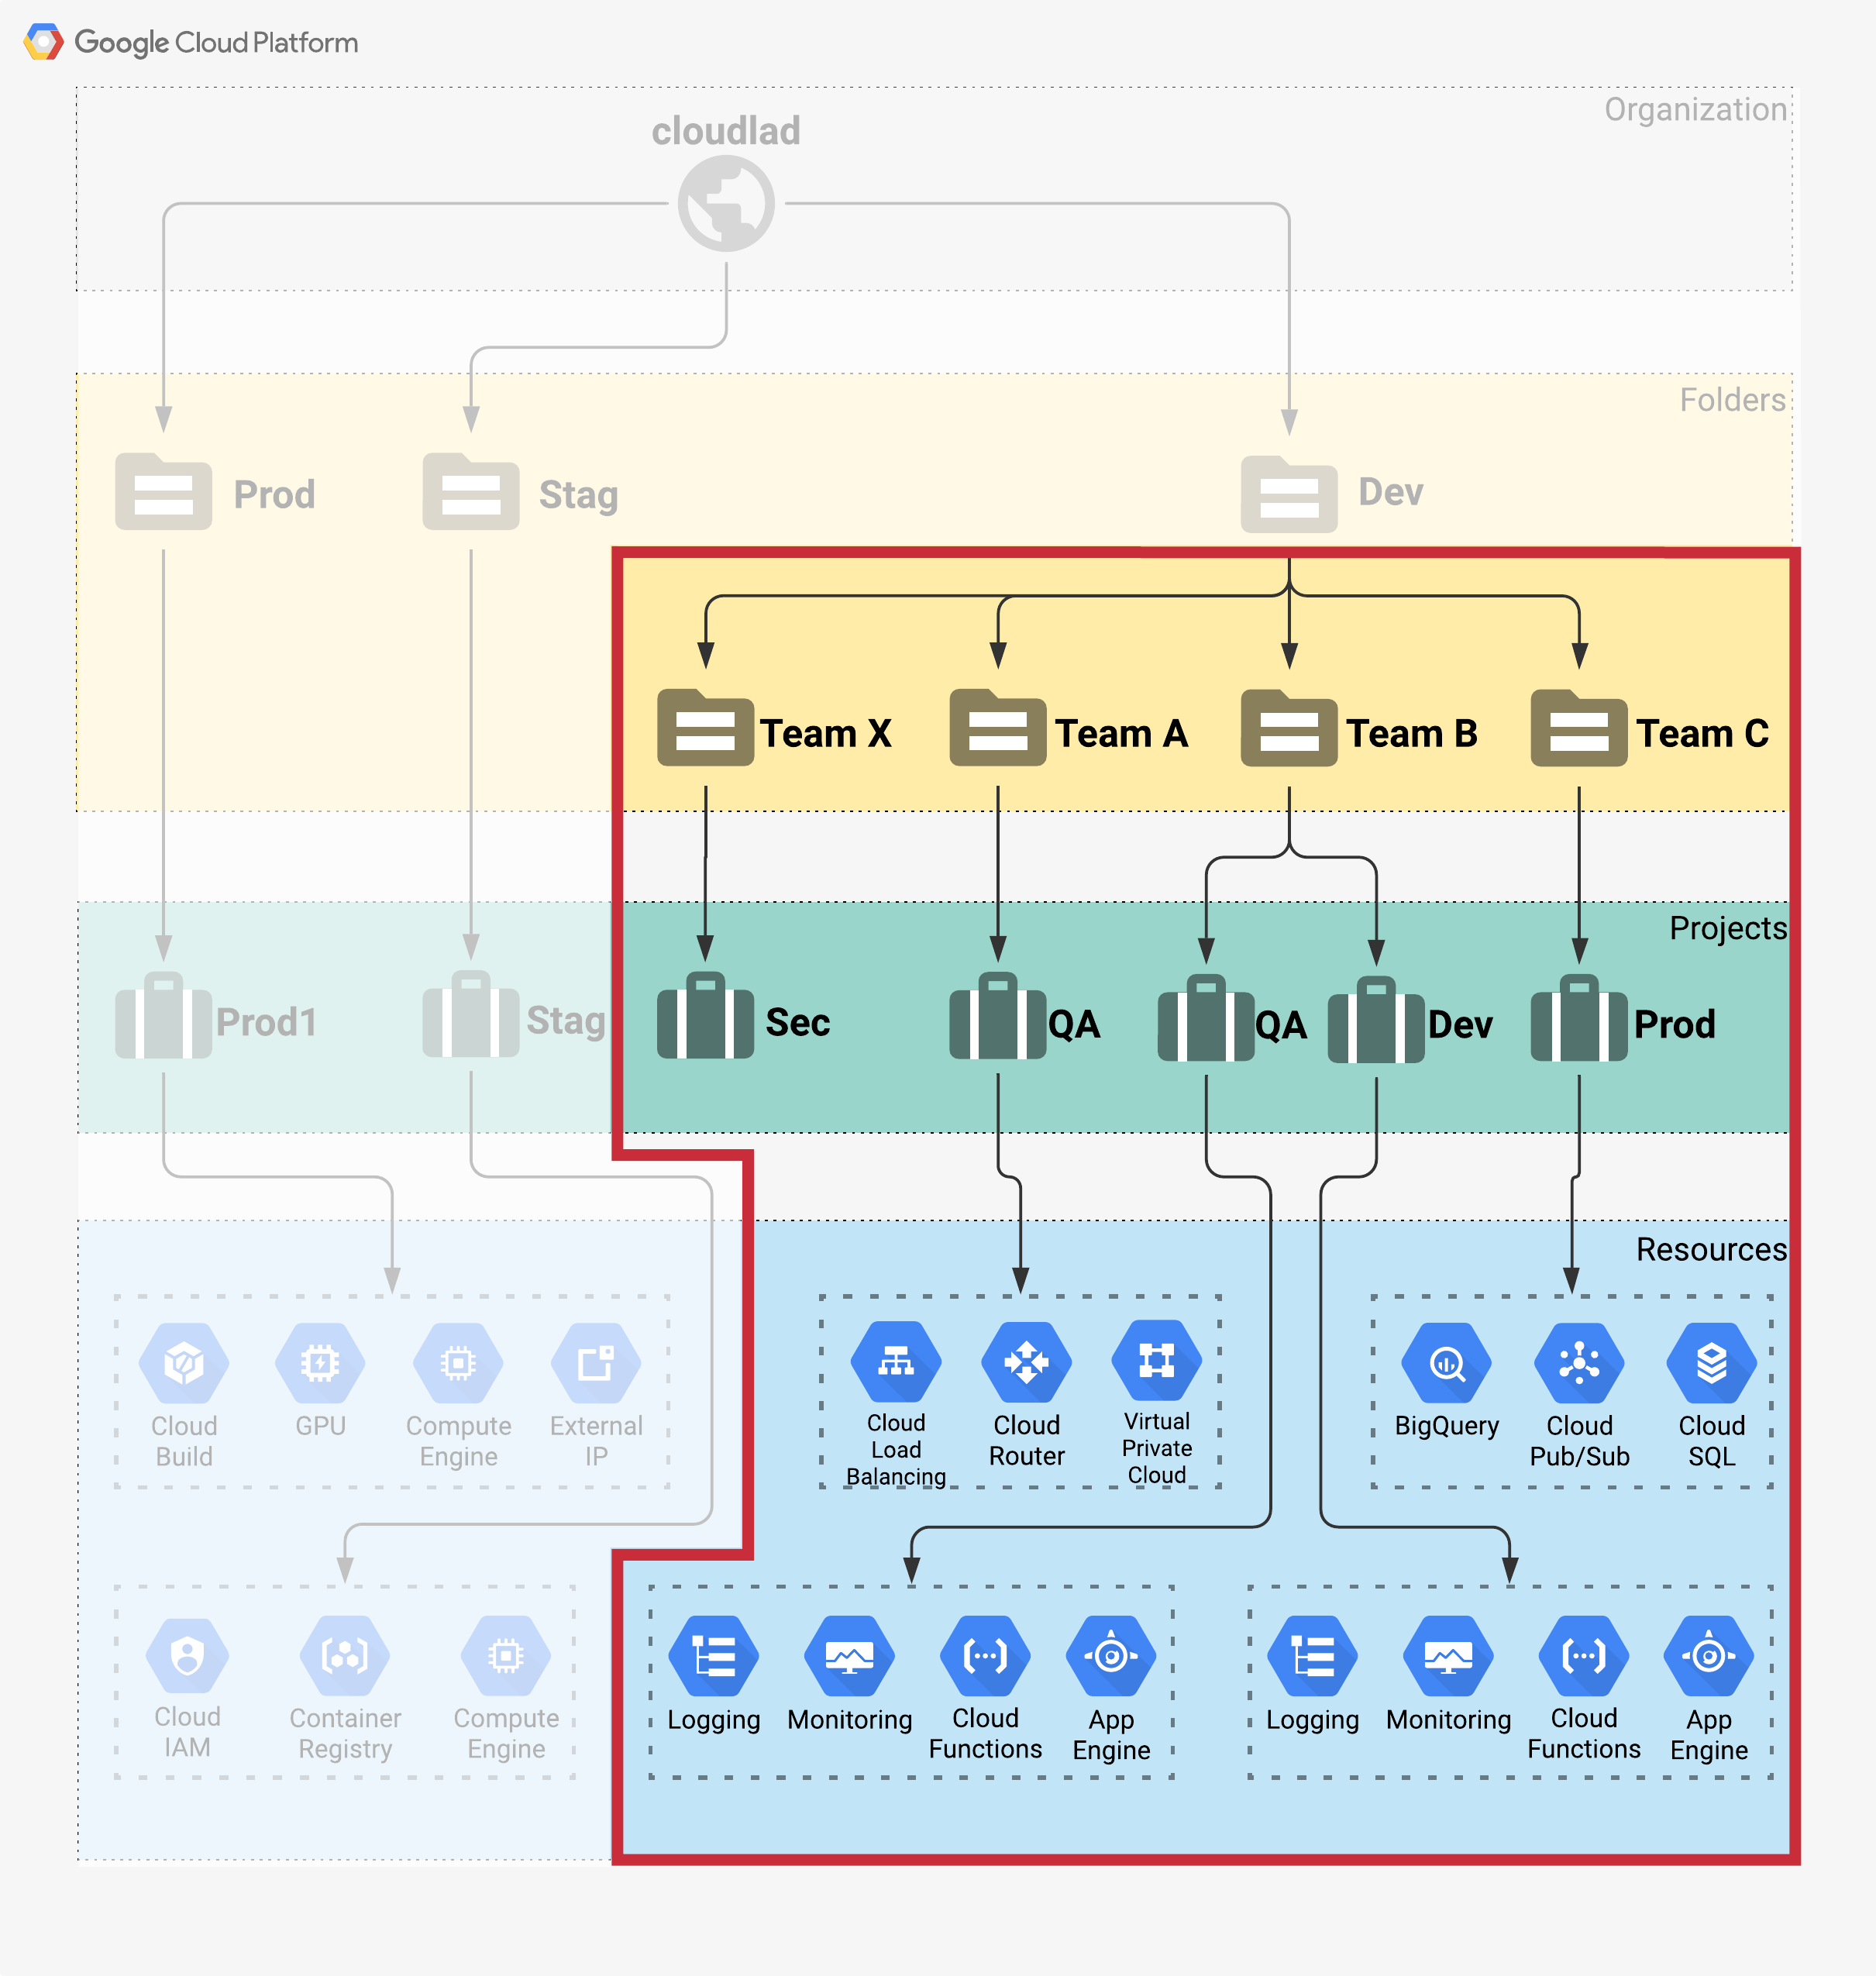 Google Cloud Platform
Organization
cloudlad
Folders
Prod
Stag
Dev
Team X
Team A
Team B
Team C
Projects
Prod1
Stag
Sec
QA
QA
Dev
Prod
Resources
Cloud
Build
GPU
Compute
Engine
External
IP
Cloud
Load
Balancing
Cloud
Router
Virtual
Private
Cloud
BigQuery
Cloud
Pub/Sub
Cloud
SQL
Cloud
IAM
Container
Registry
Compute
Engine
Logging
Monitoring
Cloud
Functions
App
Engine
Logging
Monitoring
Cloud
Functions
App
Engine